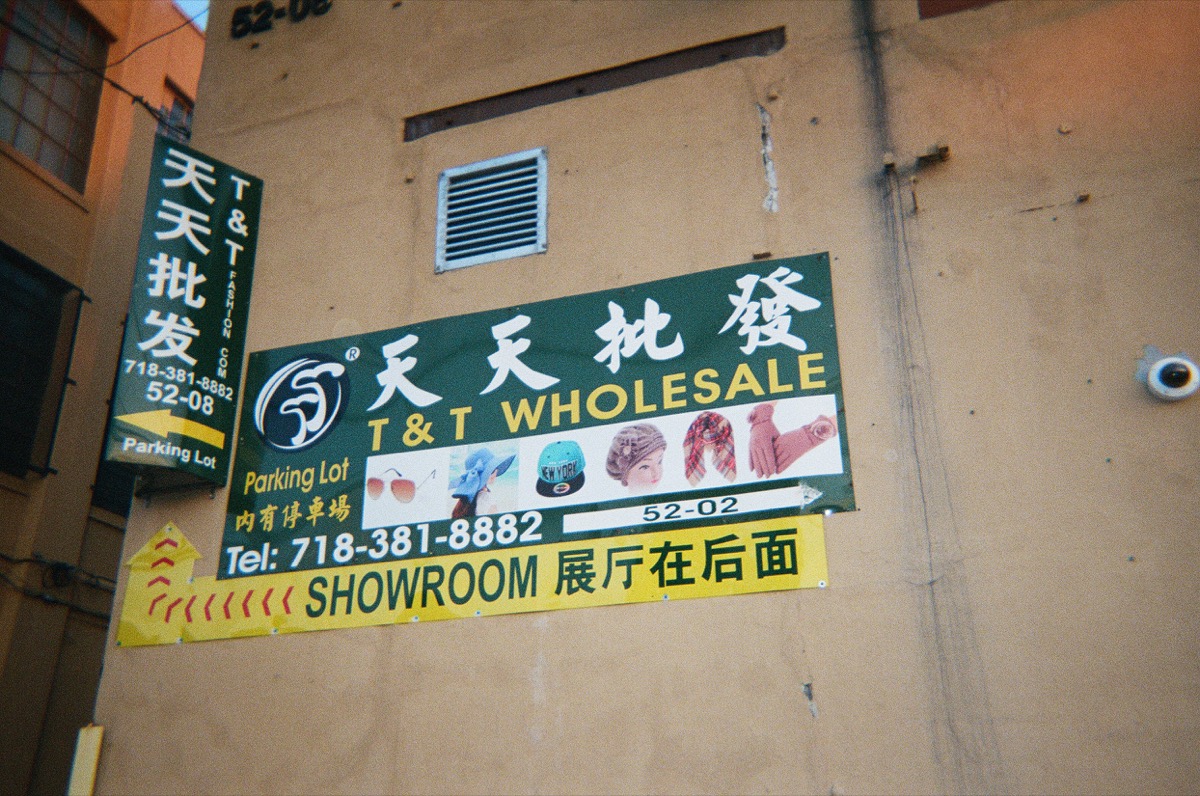 52-08
天天批发
T & T FASHION COM
718-381-8882
52-08
Parking Lot
®
天天批發
T & T WHOLESALE
NEW YORK
Parking Lot
內有停車場
52-02
Tel: 718-381-8882
SHOWROOM 展厅在后面